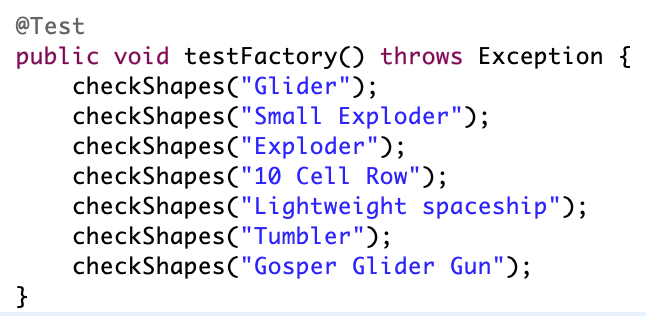 @Test
public void testFactory() throws Exception {
    checkShapes("Glider");
    checkShapes("Small Exploder");
    checkShapes("Exploder");
    checkShapes("10 Cell Row");
    checkShapes("Lightweight spaceship");
    checkShapes("Tumbler");
    checkShapes("Gosper Glider Gun");
}